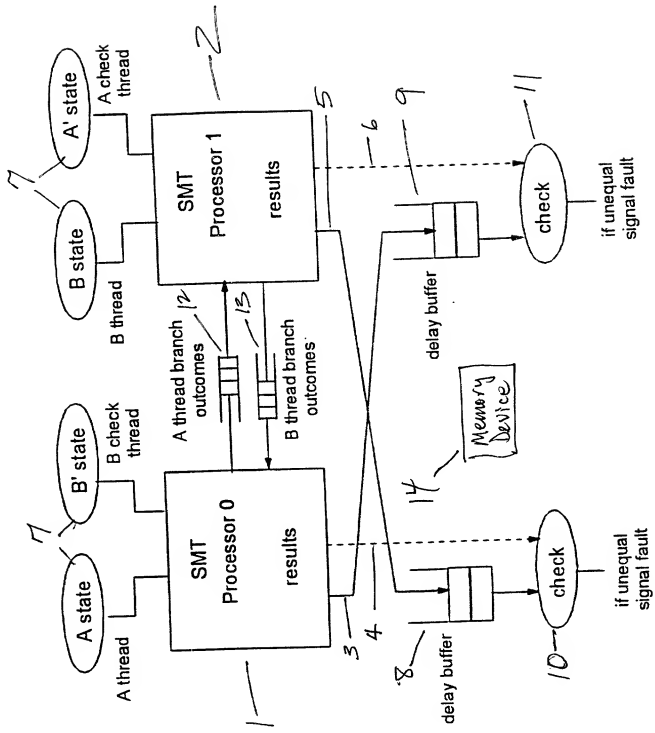 7
7
A state
B' state
B state
A' state
A thread
B check
thread
B thread
A check
thread
1
SMT
Processor 0
results
A thread branch
outcomes
12
13
B thread branch
outcomes
SMT
Processor 1
results
2
3
4
5
6
8
delay buffer
14
Memory
Device
delay buffer
9
10
check
check
11
if unequal
signal fault
if unequal
signal fault